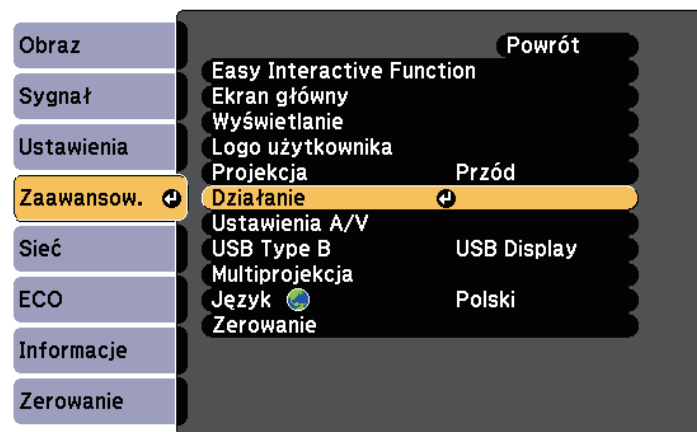 Obraz
Sygnał
Ustawienia
Zaawansow.
Sieć
ECO
Informacje
Zerowanie
Powrót
Easy Interactive Function
Ekran główny
Wyświetlanie
Logo użytkownika
Projekcja Przód
Działanie
Ustawienia A/V
USB Type B USB Display
Multiprojekcja
Język Polski
Zerowanie